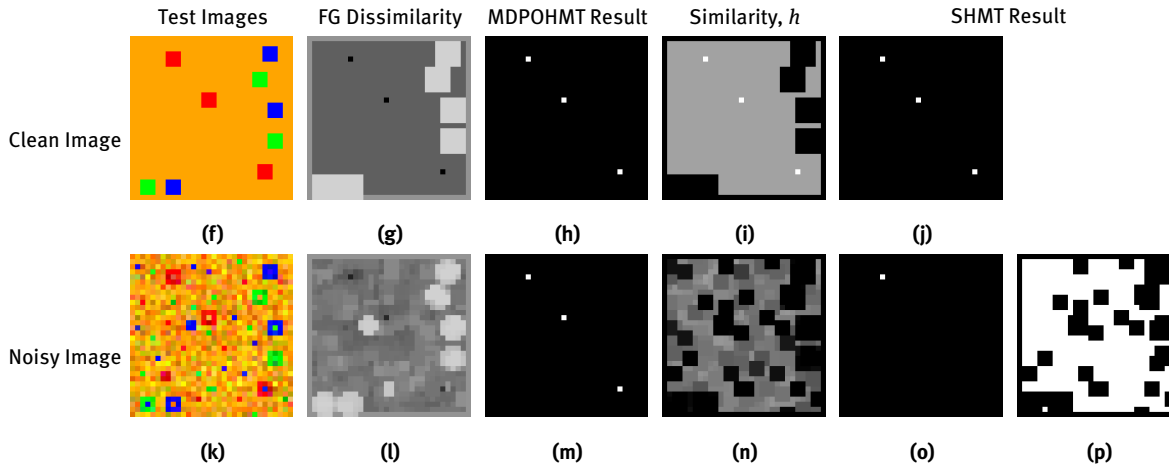 Test Images FG Dissimilarity MDPOHMT Result Similarity, h SHMT Result
Clean Image
(f) (g) (h) (i) (j)
Noisy Image
(k) (l) (m) (n) (o) (p)